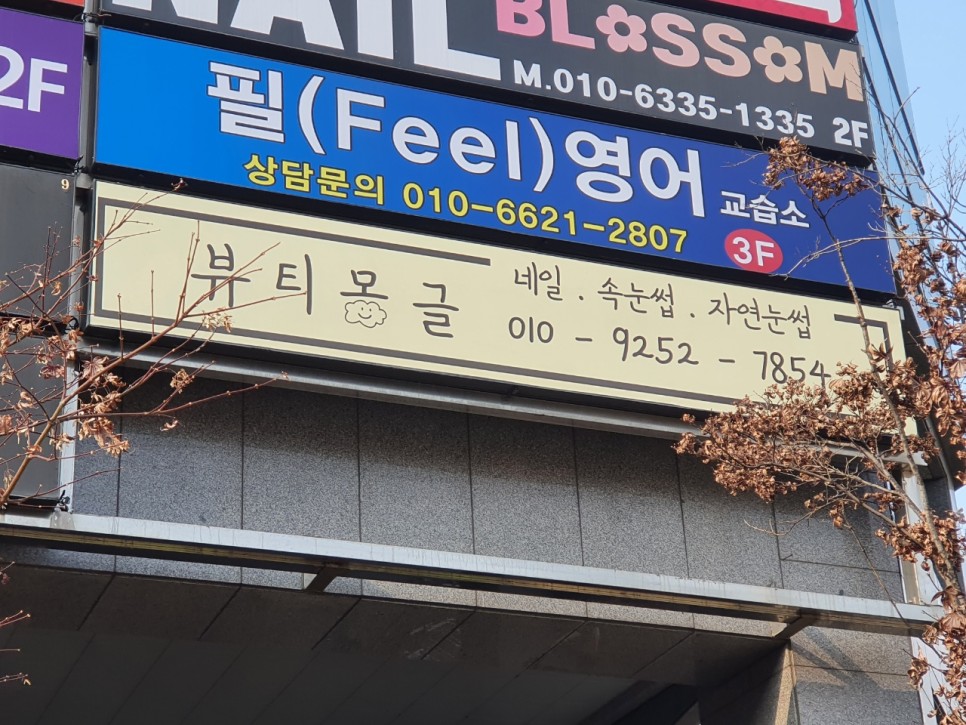 NAIL BLOSSOM
M.010-6335-1335 2F
2F
필(Feel)영어 교습소
상담문의 010-6621-2807 3F
9
뷰티몽글 네일 . 속눈썹 . 자연눈썹
010 - 9252 - 7854